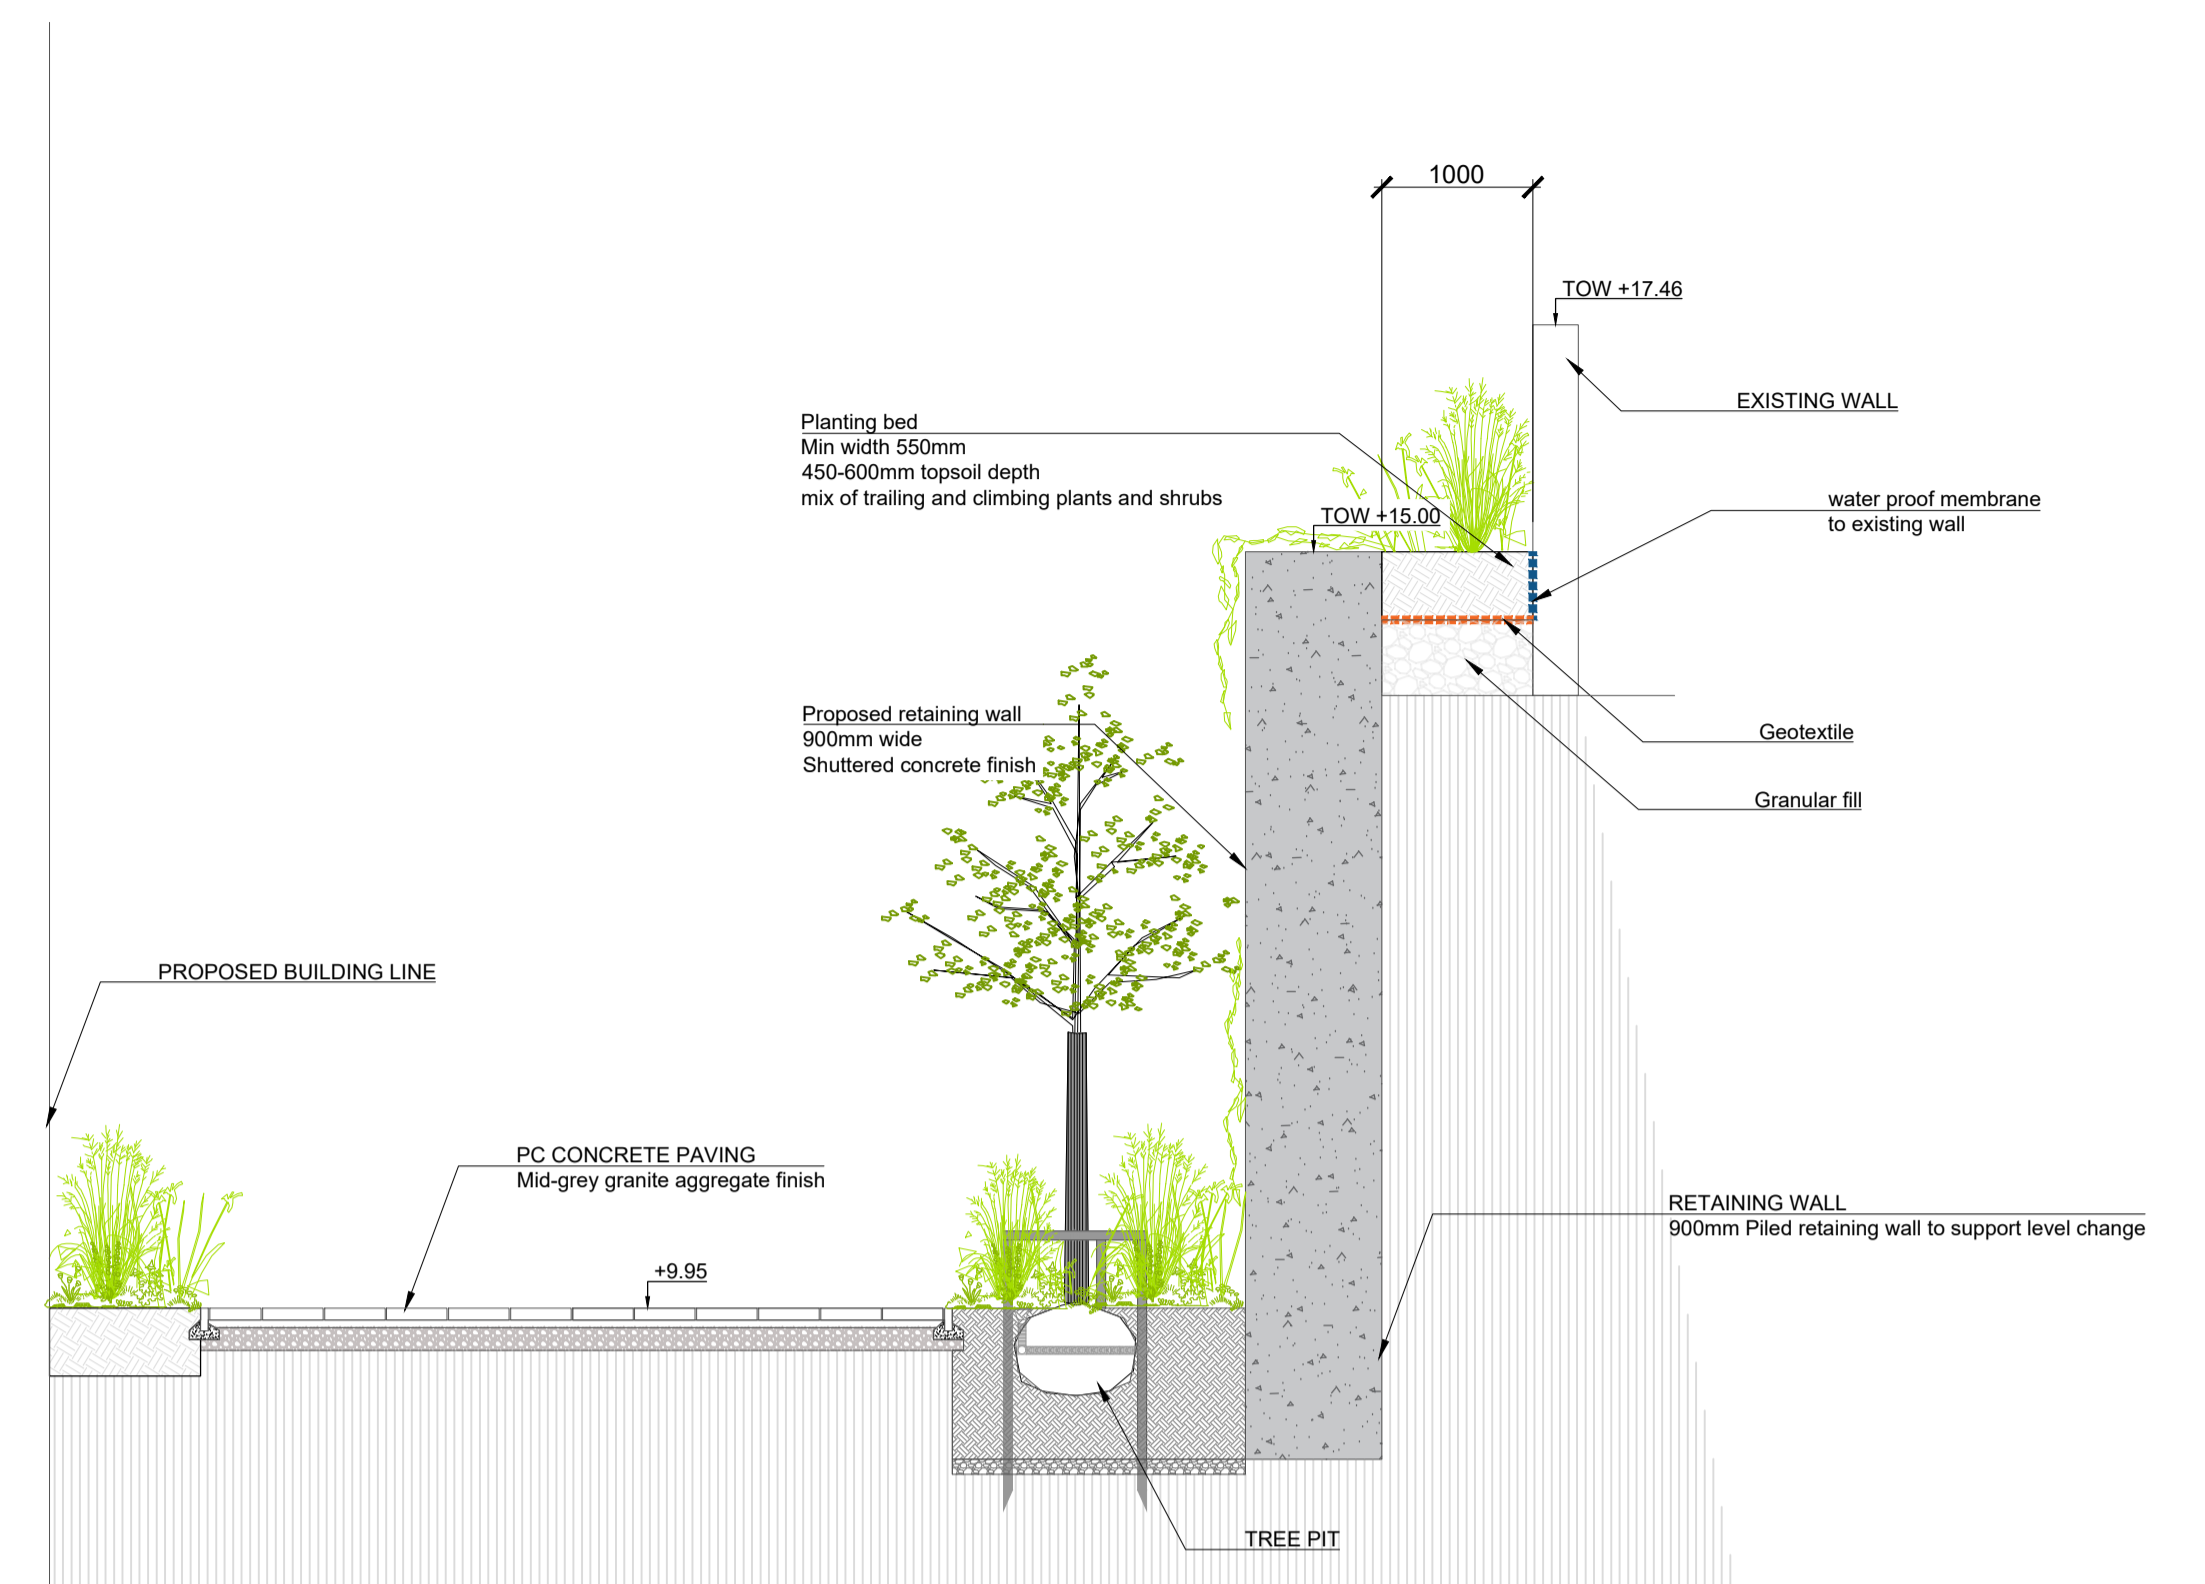 1000
TOW +17.46
EXISTING WALL
Planting bed
Min width 550mm
450-600mm topsoil depth
mix of trailing and climbing plants and shrubs
water proof membrane
to existing wall
TOW +15.00
Proposed retaining wall
900mm wide
Shuttered concrete finish
Geotextile
Granular fill
PROPOSED BUILDING LINE
PC CONCRETE PAVING
Mid-grey granite aggregate finish
RETAINING WALL
900mm Piled retaining wall to support level change
+9.95
TREE PIT